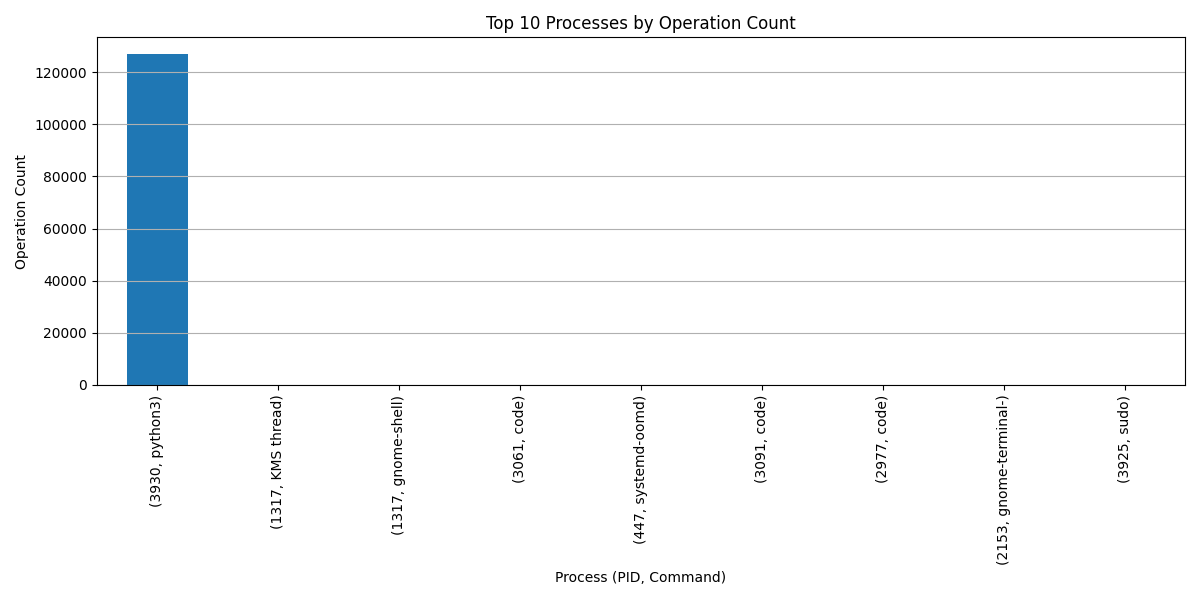 Top 10 Processes by Operation Count
Operation Count
120000
100000
80000
60000
40000
20000
0
(3930, python3)
(1317, KMS thread)
(1317, gnome-shell)
(3061, code)
(447, systemd-oomd)
(3091, code)
(2977, code)
(2153, gnome-terminal-)
(3925, sudo)
Process (PID, Command)